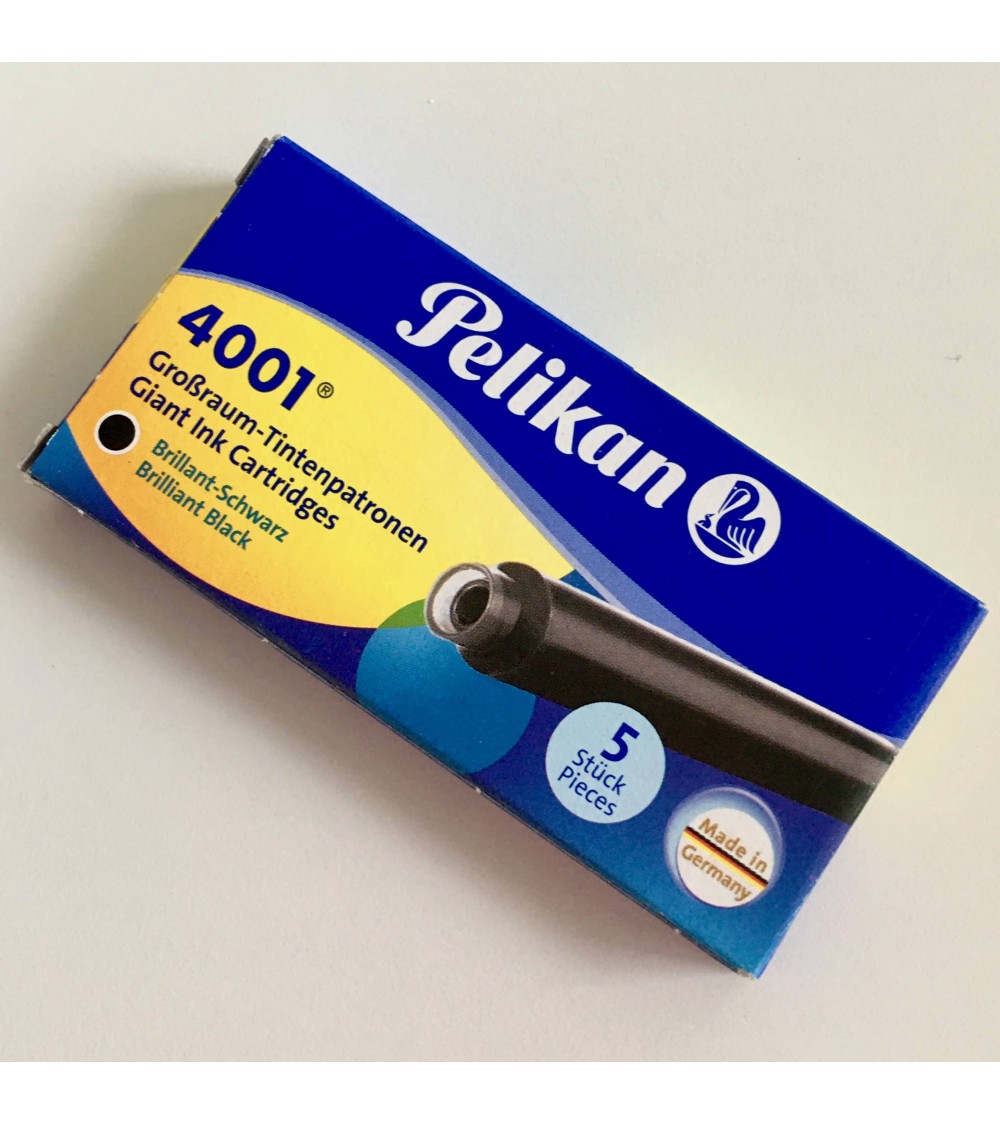 Pelikan
4001®
Großraum-Tintenpatronen
Giant Ink Cartridges
Brillant-Schwarz
Brilliant Black
5
Stück
Pieces
Made in
Germany